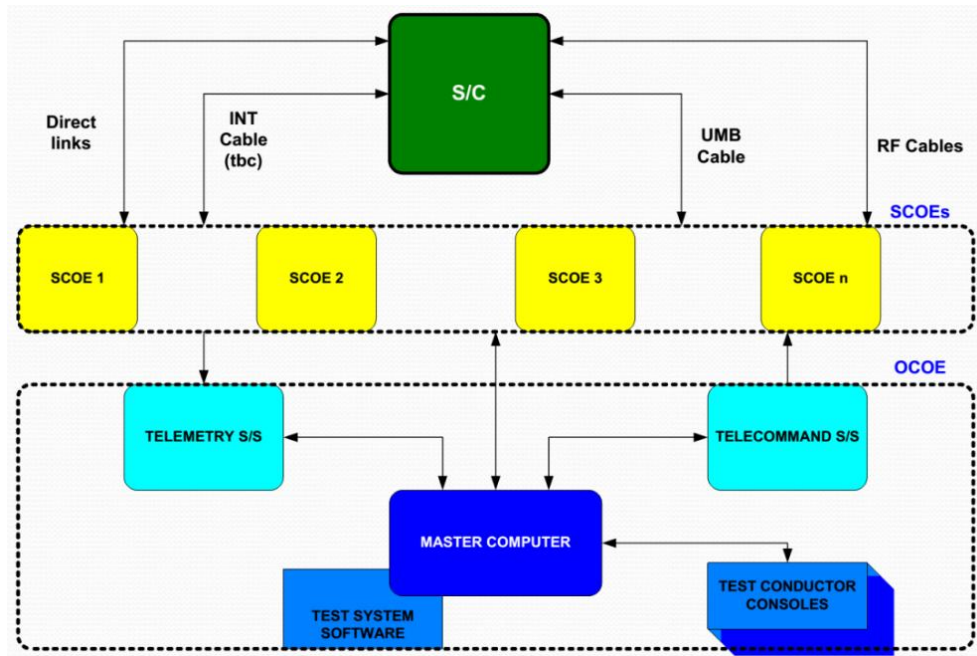 S/C
Direct
links
INT
Cable
(tbc)
UMB
Cable
RF Cables
SCOEs
SCOE 1
SCOE 2
SCOE 3
SCOE n
OCOE
TELEMETRY S/S
TELECOMMAND S/S
MASTER COMPUTER
TEST SYSTEM
SOFTWARE
TEST CONDUCTOR
CONSOLES